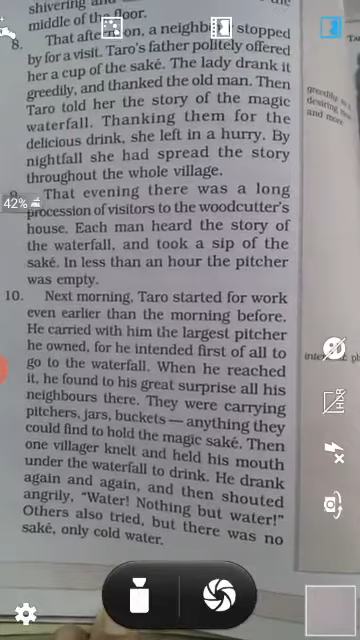 shivering and
middle of the floor.
8. That afternoon, a neighbour stopped
by for a visit. Taro's father politely offered
her a cup of the saké. The lady drank it
greedily, and thanked the old man. Then
Taro told her the story of the magic
waterfall. Thanking them for the
delicious drink, she left in a hurry. By
nightfall she had spread the story
throughout the whole village.
That evening there was a long
42%
procession of visitors to the woodcutter's
house. Each man heard the story of
the waterfall, and took a sip of the
saké. In less than an hour the pitcher
was empty.
10. Next morning, Taro started for work
even earlier than the morning before.
He carried with him the largest pitcher
he owned, for he intended first of all to
go to the waterfall. When he reached
it, he found to his great surprise all his
neighbours there. They were carrying
pitchers, jars, buckets — anything they
could find to hold the magic saké. Then
one villager knelt and held his mouth
under the waterfall to drink. He drank
again and again, and then shouted
angrily, “Water! Nothing but water!”
Others also tried, but there was no
saké, only cold water.
greedily
desiring
and more
HDR